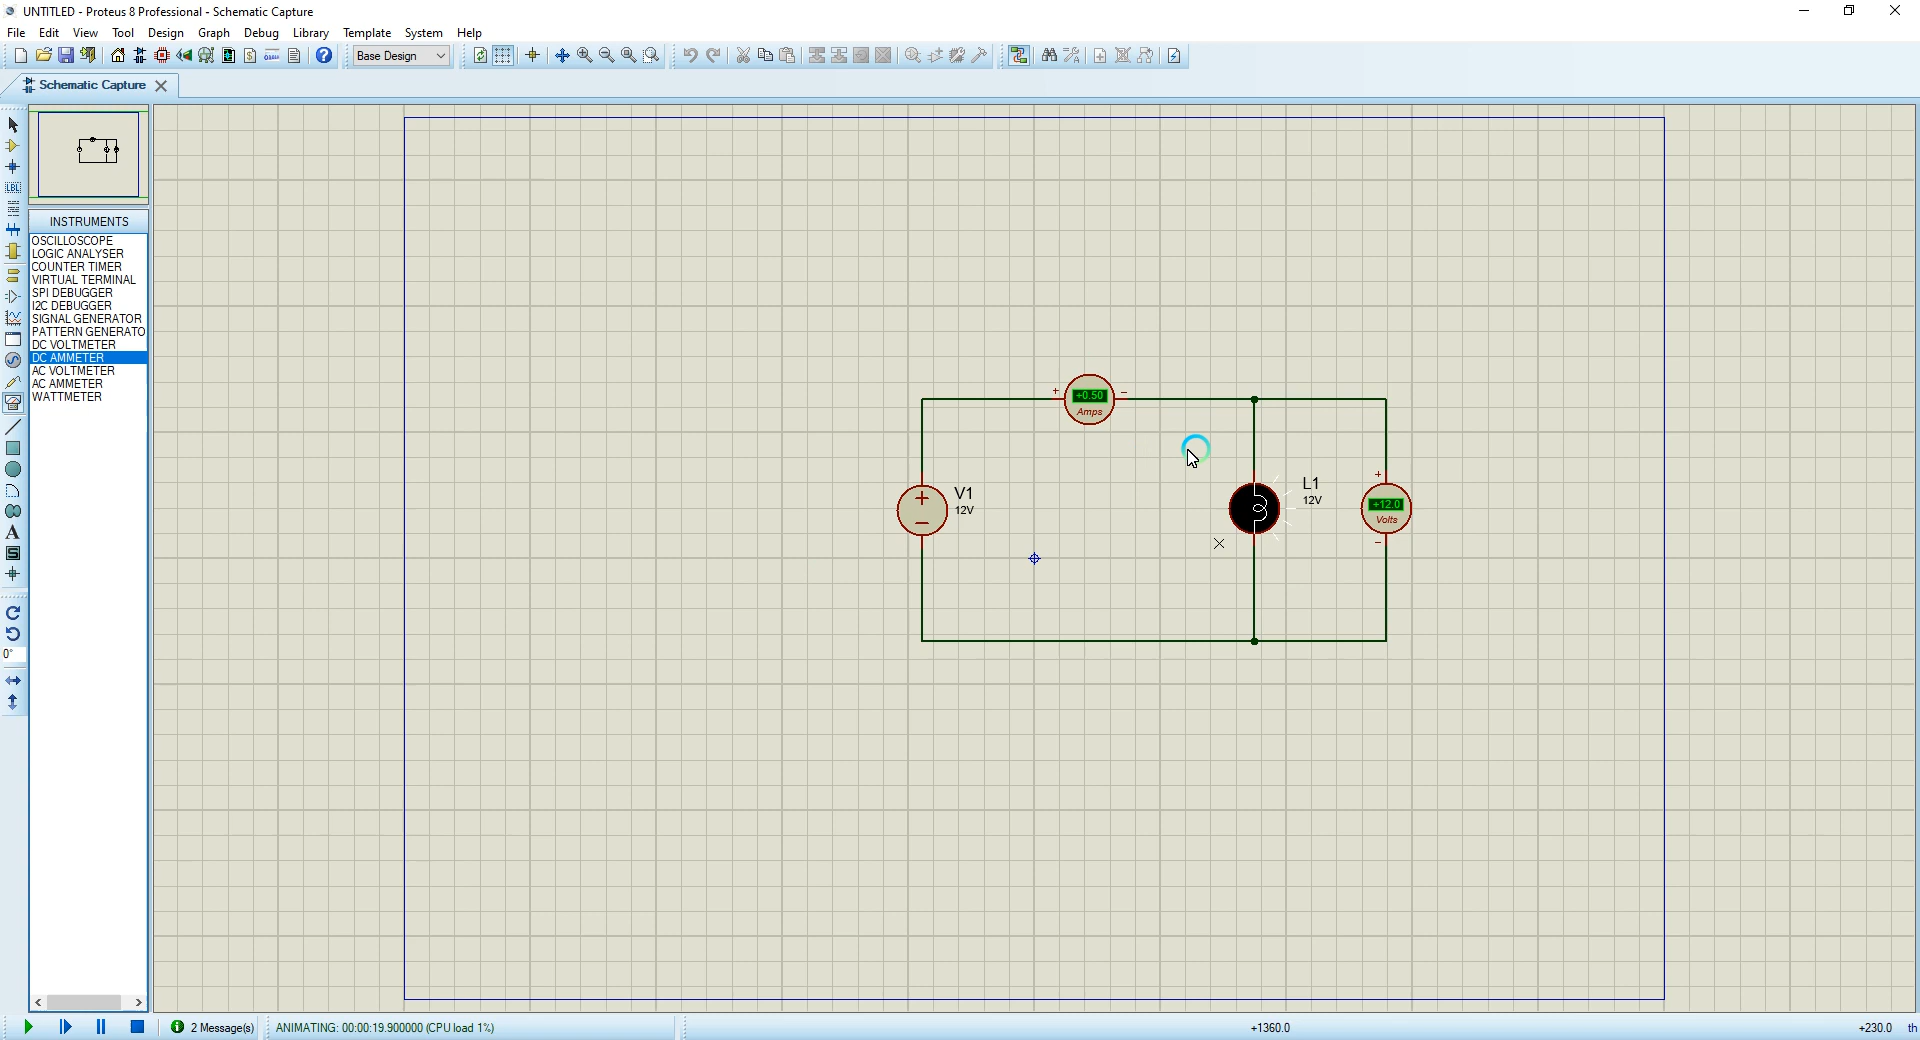 UNTITLED - Proteus 8 Professional - Schematic Capture
File Edit View Tool Design Graph Debug Library Template System Help
Base Design
Schematic Capture
INSTRUMENTS
OSCILLOSCOPE
LOGIC ANALYSER
COUNTER TIMER
VIRTUAL TERMINAL
SPI DEBUGGER
I2C DEBUGGER
SIGNAL GENERATOR
PATTERN GENERATO
DC VOLTMETER
DC AMMETER
AC VOLTMETER
AC AMMETER
WATTMETER
LBL
A
S
0°
+ +0.50 −
Amps
V1
12V
+
−
L1
12V
+
+12.0
Volts
−
2 Message(s) ANIMATING: 00:00:19.900000 (CPU load 1%) +1360.0 +230.0 th